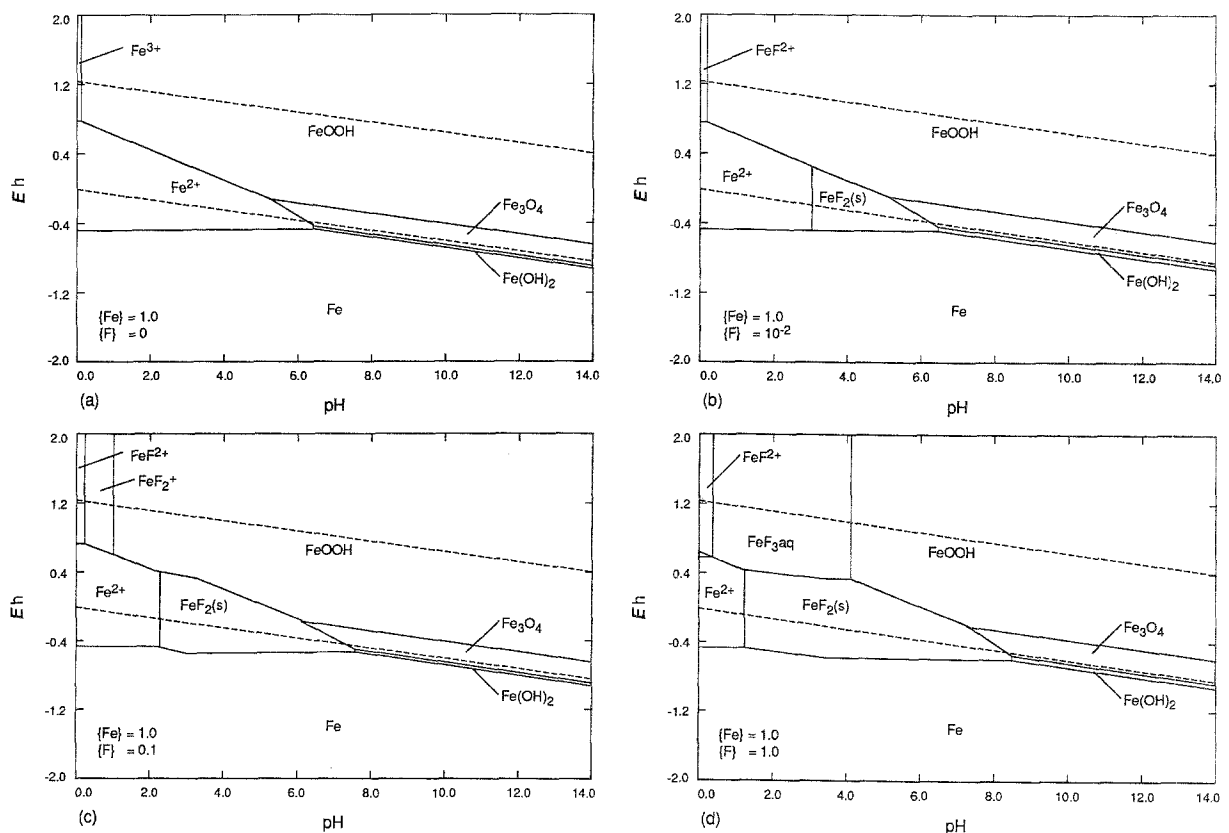 2.0
1.2
0.4
-0.4
-1.2
-2.0
Eh
Fe3+
FeOOH
Fe2+
Fe3O4
Fe(OH)2
Fe
{Fe} = 1.0
{F} = 0
0.0 2.0 4.0 6.0 8.0 10.0 12.0 14.0
(a) pH
2.0
1.2
0.4
-0.4
-1.2
-2.0
Eh
FeF2+
FeOOH
Fe2+
FeF2(s)
Fe3O4
Fe(OH)2
Fe
{Fe} = 1.0
{F} = 10-2
0.0 2.0 4.0 6.0 8.0 10.0 12.0 14.0
(b) pH
2.0
1.2
0.4
-0.4
-1.2
-2.0
Eh
FeF2+
FeF2+
FeOOH
Fe2+
FeF2(s)
Fe3O4
Fe(OH)2
Fe
{Fe} = 1.0
{F} = 0.1
0.0 2.0 4.0 6.0 8.0 10.0 12.0 14.0
(c) pH
2.0
1.2
0.4
-0.4
-1.2
-2.0
Eh
FeF2+
FeF3aq
FeOOH
Fe2+
FeF2(s)
Fe3O4
Fe(OH)2
Fe
{Fe} = 1.0
{F} = 1.0
0.0 2.0 4.0 6.0 8.0 10.0 12.0 14.0
(d) pH